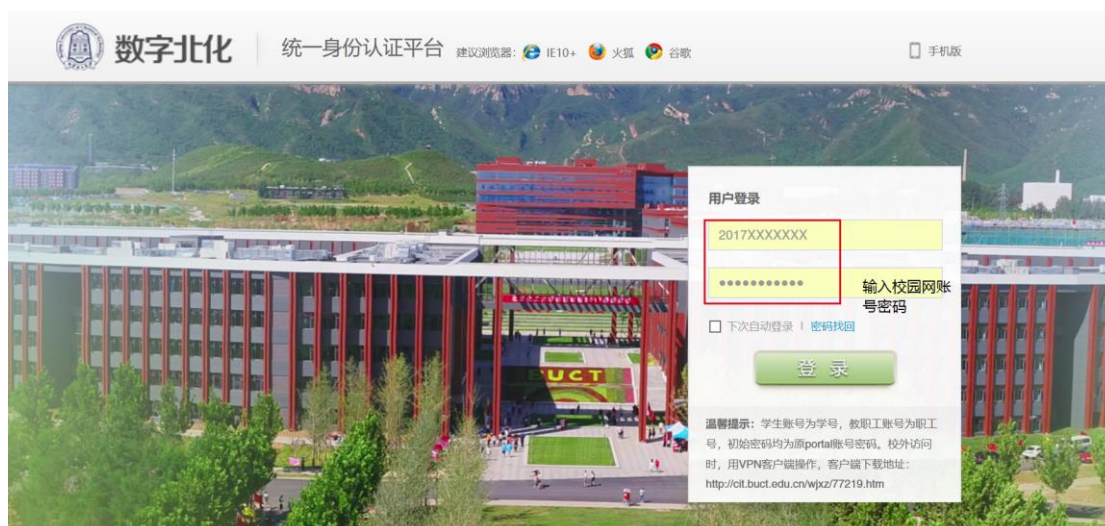 数字北化
统一身份认证平台 建议浏览器: IE10+ 火狐 谷歌
手机版
用户登录
2017XXXXXXX
输入校园网账
号密码
下次自动登录 | 密码找回
登 录
温馨提示：学生账号为学号，教职工账号为职工
号，初始密码均为原portal账号密码。校外访问
时，用VPN客户端操作，客户端下载地址：
http://cit.buct.edu.cn/wjxz/77219.htm
BUCT